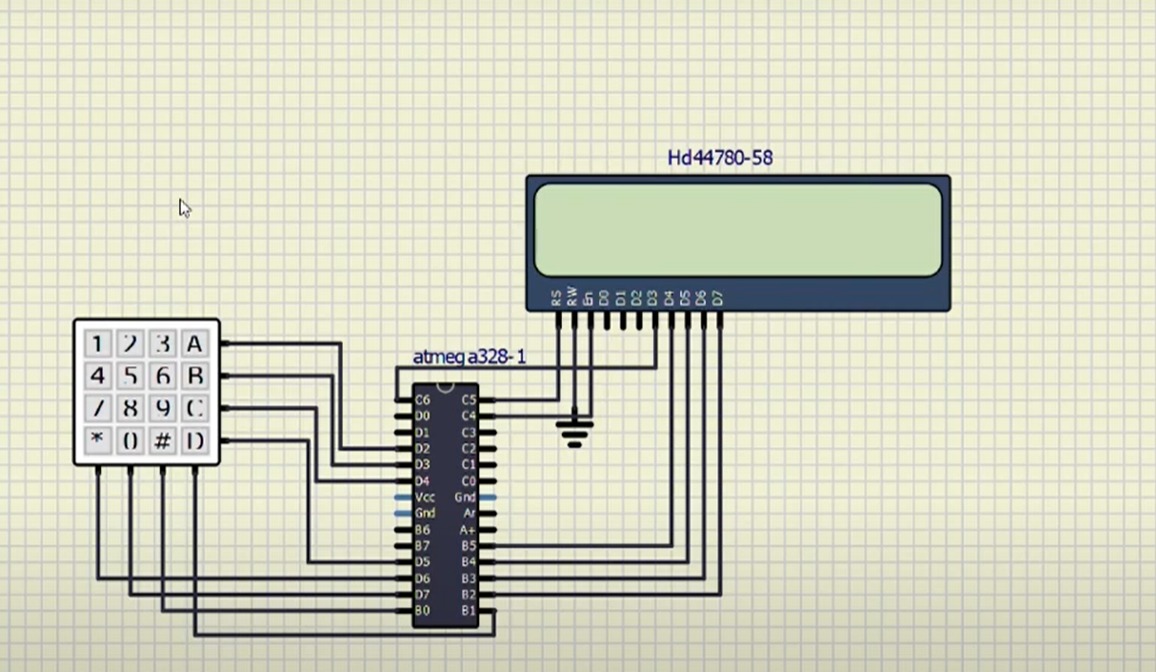 Hd44780-58
RS RW En D0 D1 D2 D3 D4 D5 D6 D7
1 2 3 A
4 5 6 B
7 8 9 C
* 0 # D
atmega328-1
C6 C5
D0 C4
D1 C3
D2 C2
D3 C1
D4 C0
Vcc Gnd
Gnd Ar
B6 A+
B7 B5
D5 B4
D6 B3
D7 B2
B0 B1